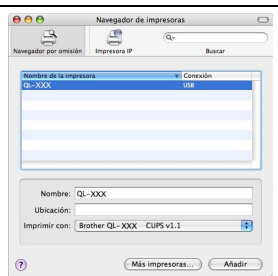 Navegador de impresoras
Navegador por omisión Impresora IP Buscar
Nombre de la impresora Conexión
QL-XXX USB
Nombre: QL-XXX
Ubicación:
Imprimir con: Brother QL-XXX CUPS v1.1
? Más impresoras... Añadir